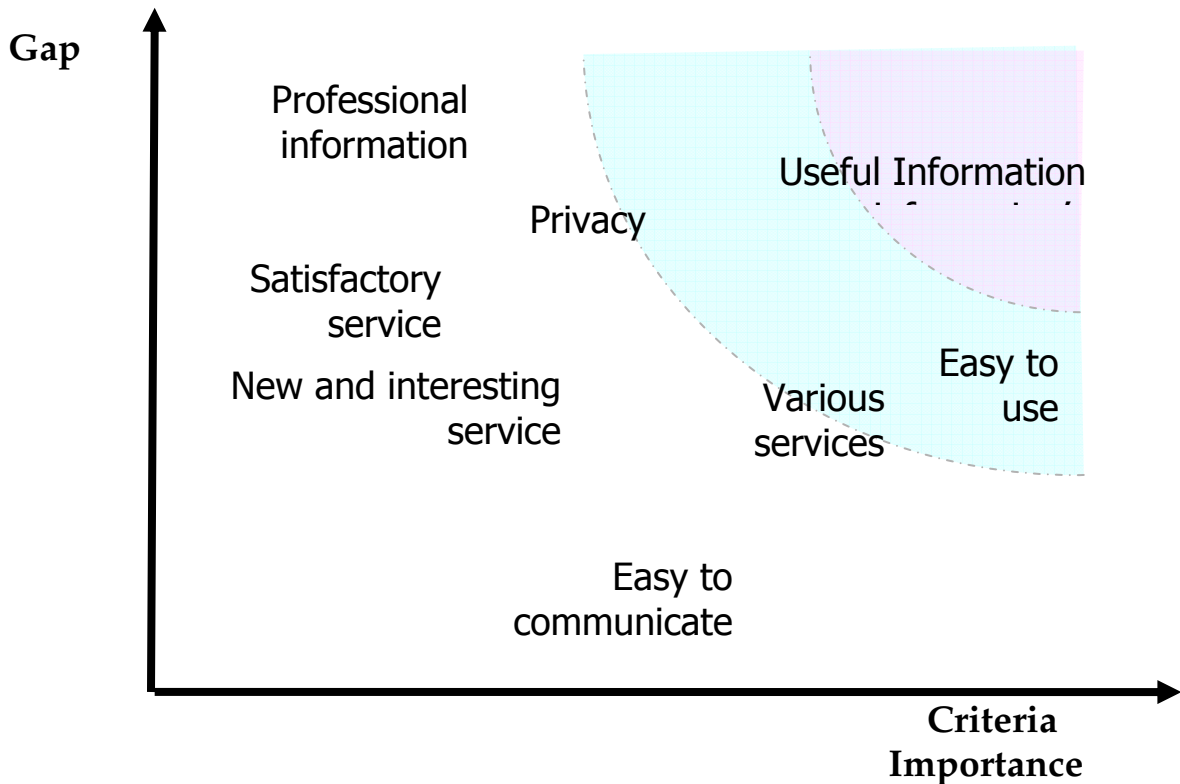 Gap
Professional
information
Useful Information
Privacy
Satisfactory
service
New and interesting
service
Easy to
use
Various
services
Easy to
communicate
Criteria
Importance